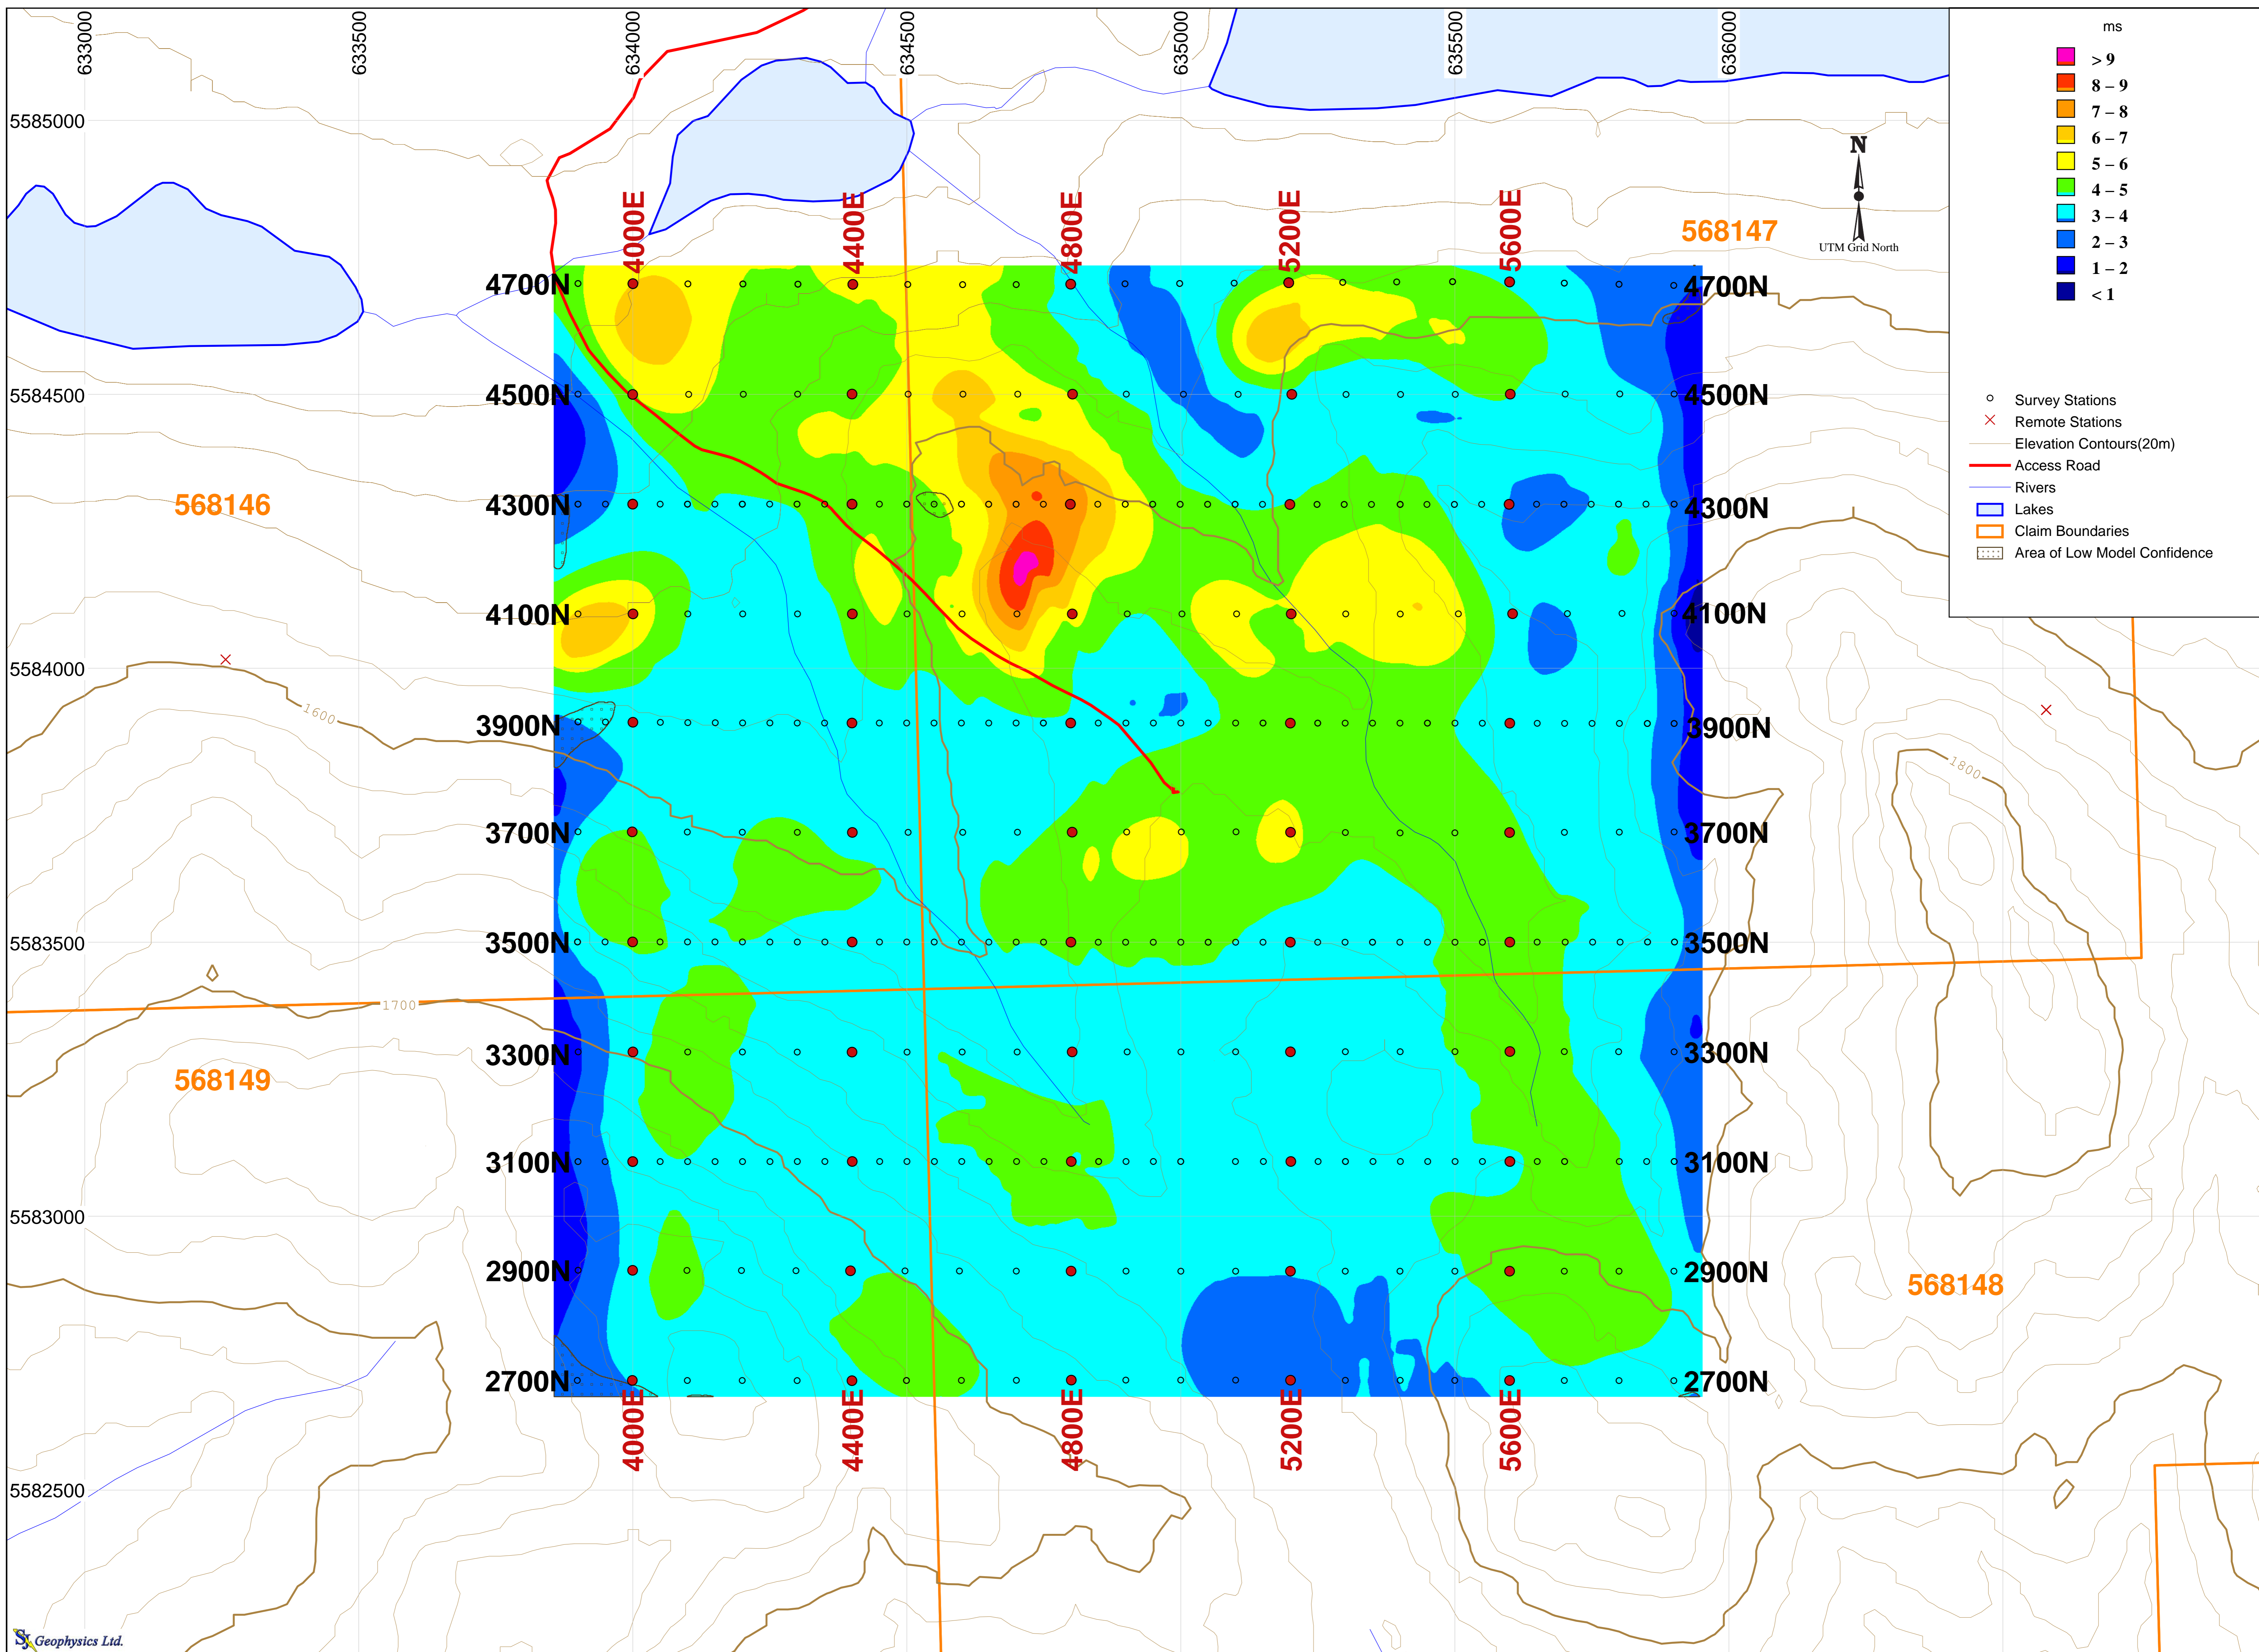 633000
633500
634000
634500
635000
635500
636000
ms
> 9
8 – 9
7 – 8
6 – 7
5 – 6
4 – 5
3 – 4
2 – 3
1 – 2
< 1
5585000
N
UTM Grid North
568147
4000E
4400E
4800E
5200E
5600E
4700N
4700N
5584500
4500N
4500N
Survey Stations
Remote Stations
Elevation Contours(20m)
Access Road
Rivers
Lakes
Claim Boundaries
Area of Low Model Confidence
568146
4300N
4300N
4100N
4100N
5584000
1600
3900N
3900N
1800
3700N
3700N
5583500
3500N
3500N
1700
3300N
3300N
568149
3100N
3100N
5583000
2900N
2900N
568148
2700N
2700N
4000E
4400E
4800E
5200E
5600E
5582500
SJ Geophysics Ltd.